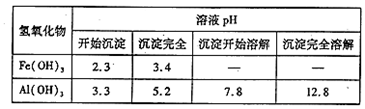 氢氧化物 溶液 pH
开始沉淀 沉淀完全 沉淀开始溶解 沉淀完全溶解
Fe(OH)₃ 2.3 3.4 — —
Al(OH)₃ 3.3 5.2 7.8 12.8